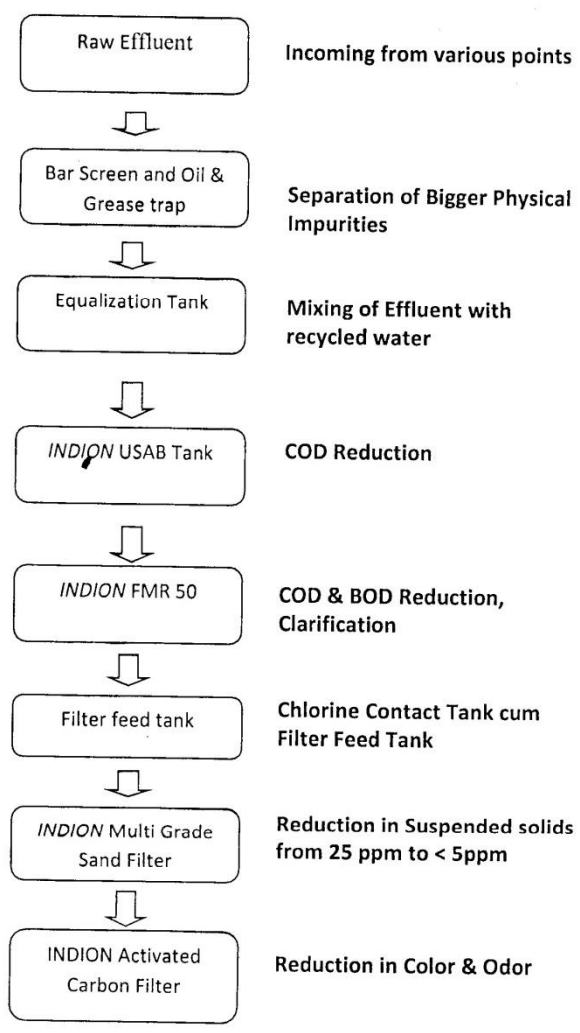 Raw Effluent
Incoming from various points
Bar Screen and Oil &
Grease trap
Separation of Bigger Physical
Impurities
Equalization Tank
Mixing of Effluent with
recycled water
INDION USAB Tank
COD Reduction
INDION FMR 50
COD & BOD Reduction,
Clarification
Filter feed tank
Chlorine Contact Tank cum
Filter Feed Tank
INDION Multi Grade
Sand Filter
Reduction in Suspended solids
from 25 ppm to < 5ppm
INDION Activated
Carbon Filter
Reduction in Color & Odor